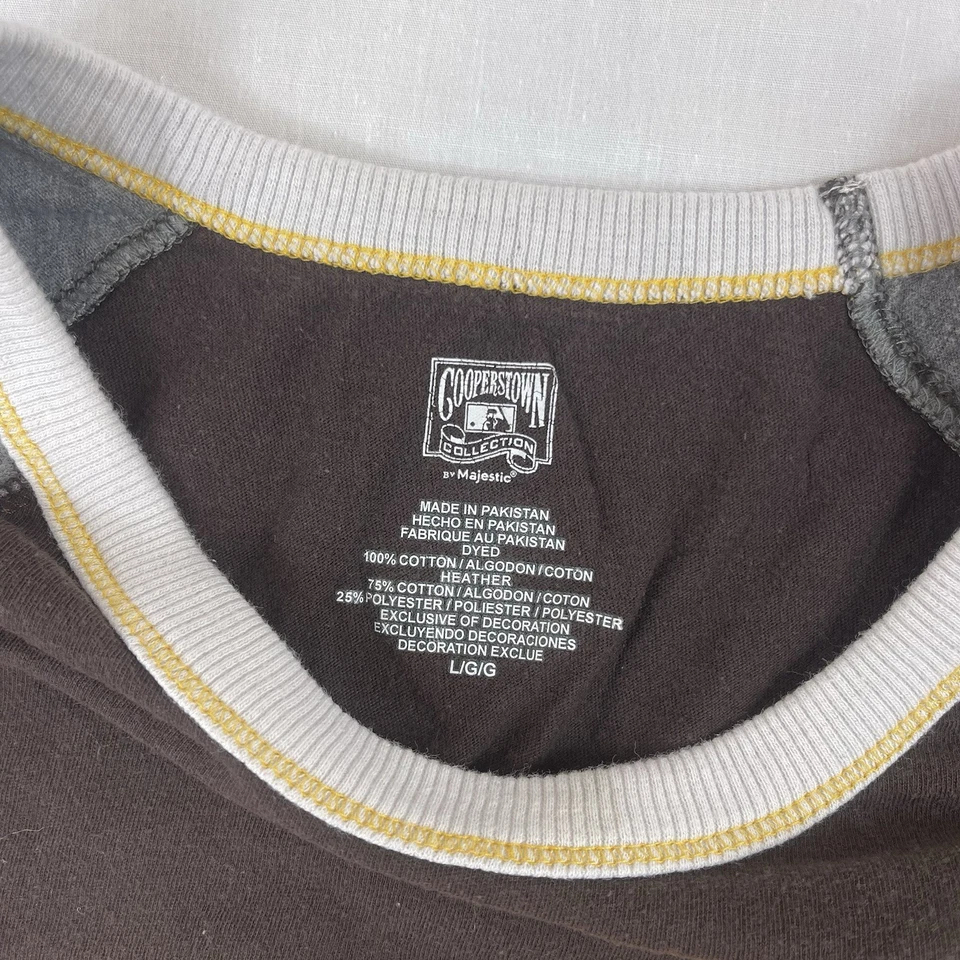 COOPERSTOWN
COLLECTION
BY Majestic®
MADE IN PAKISTAN
HECHO EN PAKISTAN
FABRIQUE AU PAKISTAN
DYED
100% COTTON / ALGODON / COTON
HEATHER
75% COTTON / ALGODON / COTON
25% POLYESTER / POLIESTER / POLYESTER
EXCLUSIVE OF DECORATION
EXCLUYENDO DECORACIONES
DECORATION EXCLUE
L/G/G